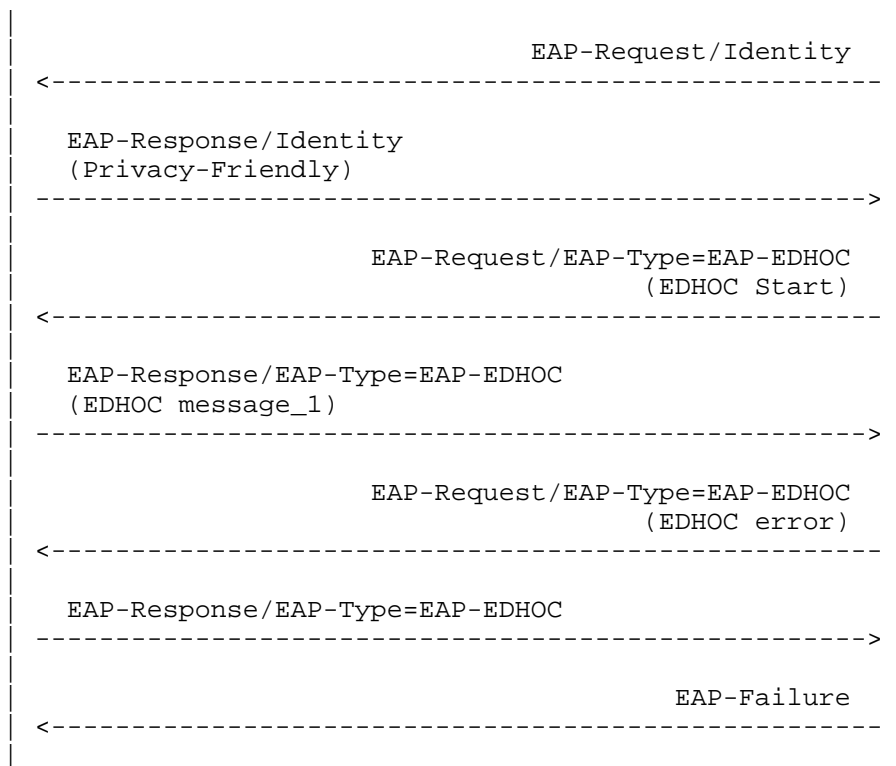 EAP-Request/Identity
EAP-Response/Identity
(Privacy-Friendly)
EAP-Request/EAP-Type=EAP-EDHOC
(EDHOC Start)
EAP-Response/EAP-Type=EAP-EDHOC
(EDHOC message_1)
EAP-Request/EAP-Type=EAP-EDHOC
(EDHOC error)
EAP-Response/EAP-Type=EAP-EDHOC
EAP-Failure